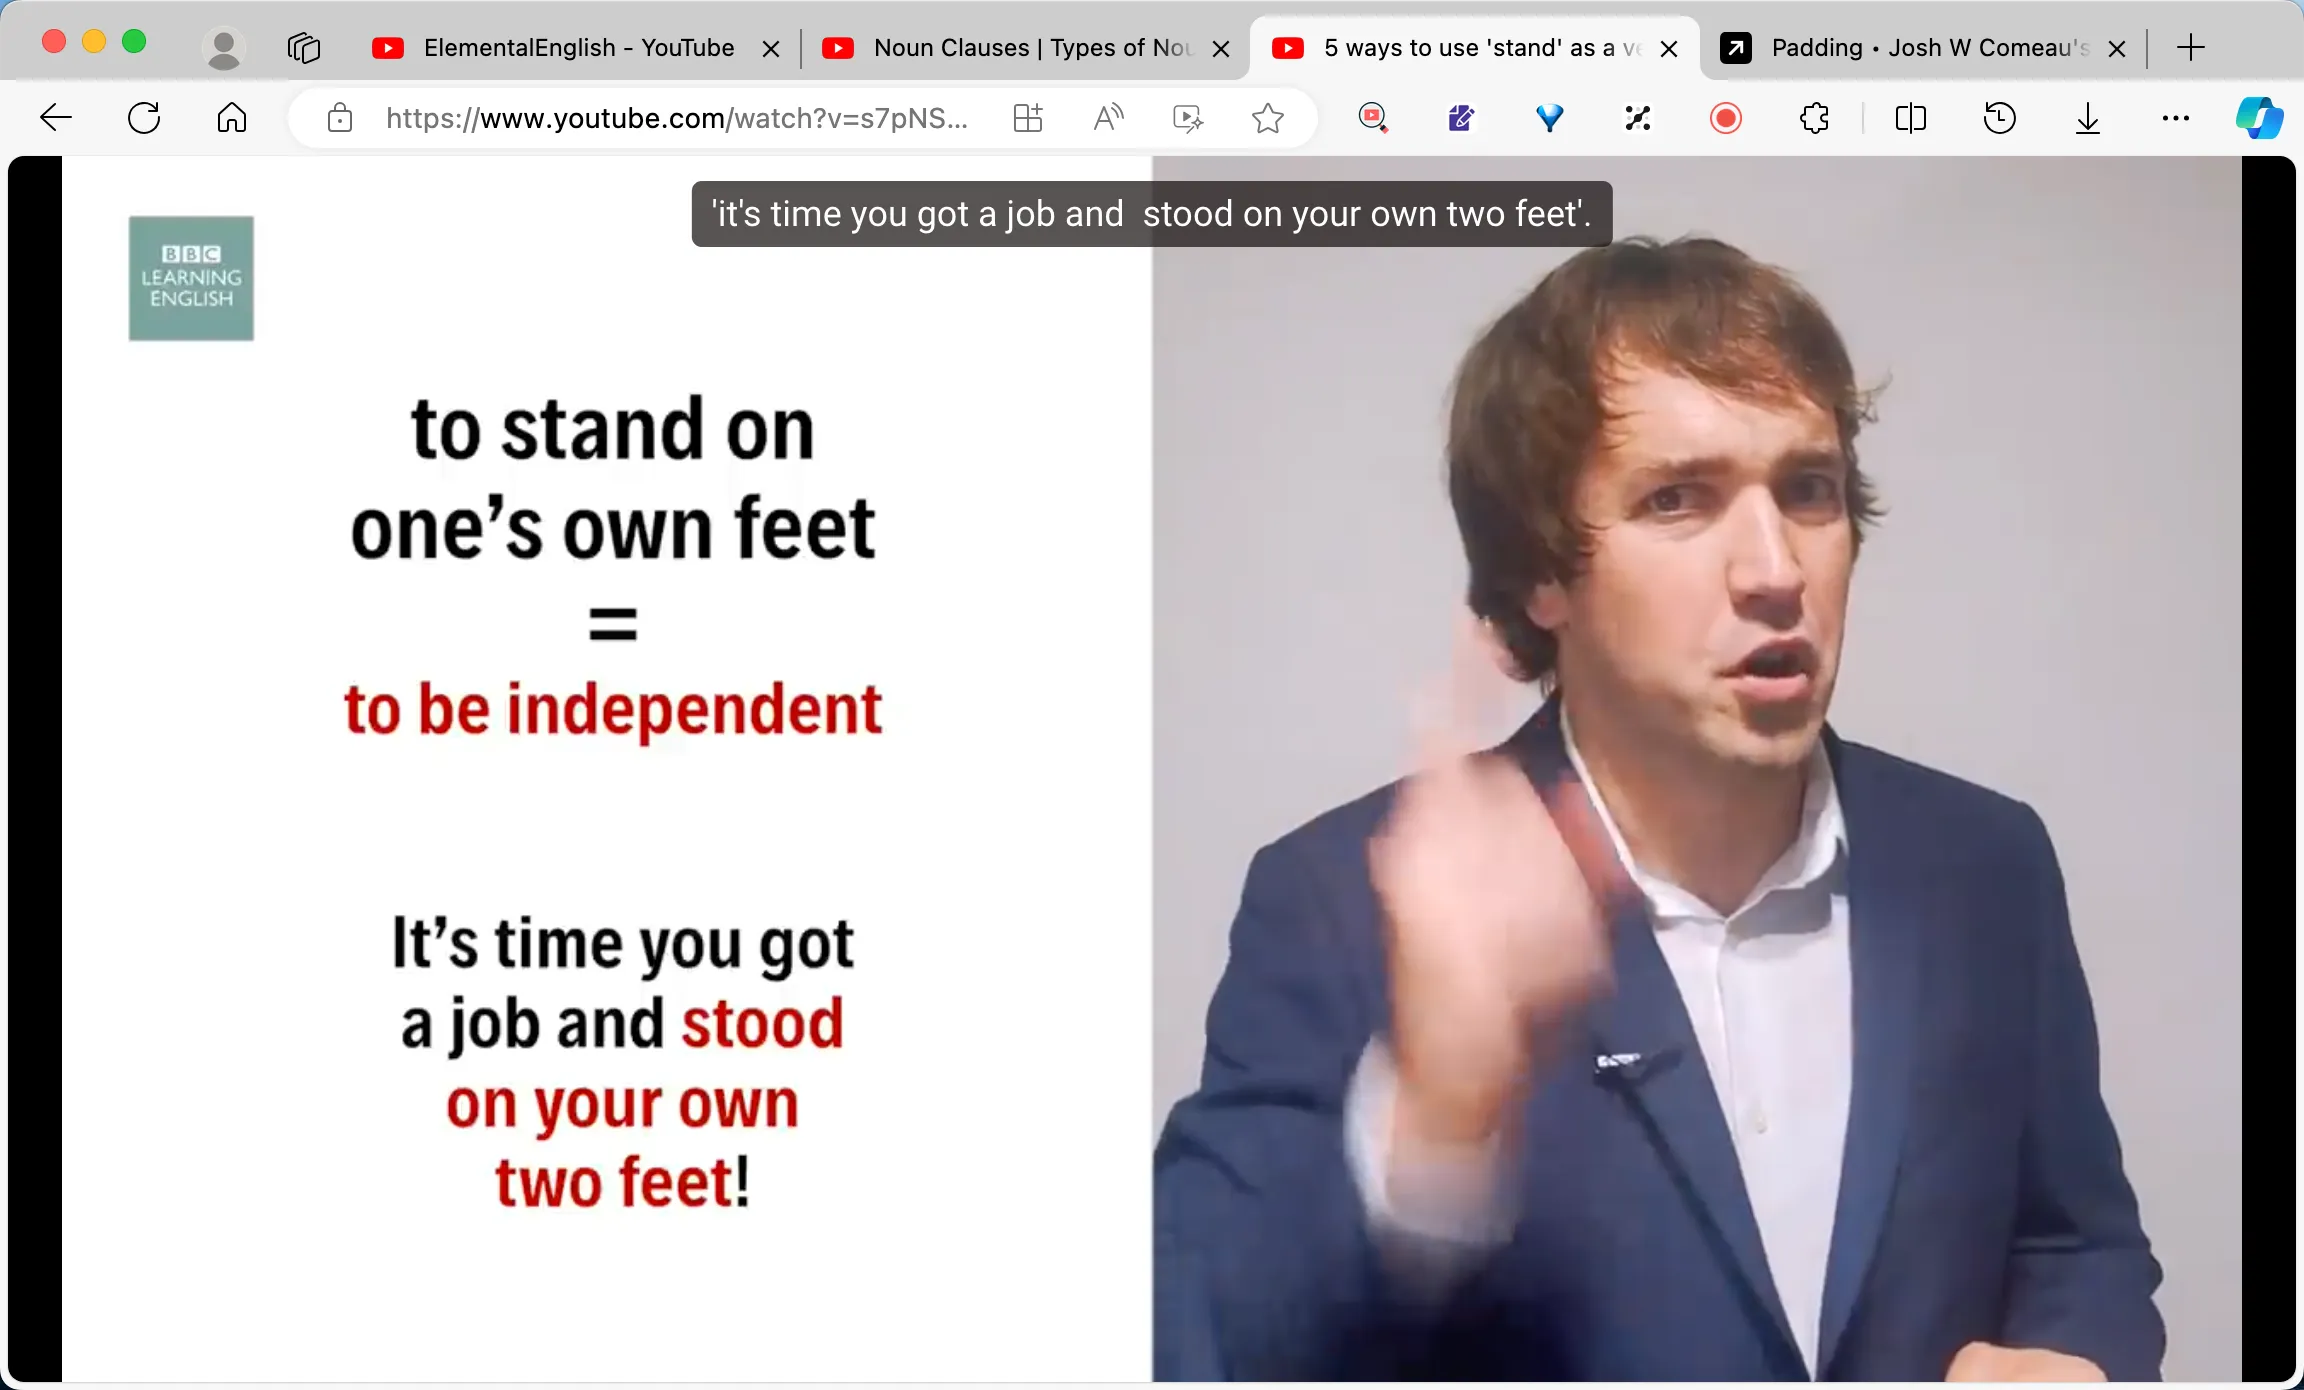 ElementalEnglish - YouTube
Noun Clauses | Types of Nou
5 ways to use 'stand' as a ve
Padding • Josh W Comeau's
https://www.youtube.com/watch?v=s7pNS...
'it's time you got a job and  stood on your own two feet'.
BBC
LEARNING
ENGLISH
to stand on
one’s own feet
=
to be independent
It’s time you got
a job and stood
on your own
two feet!